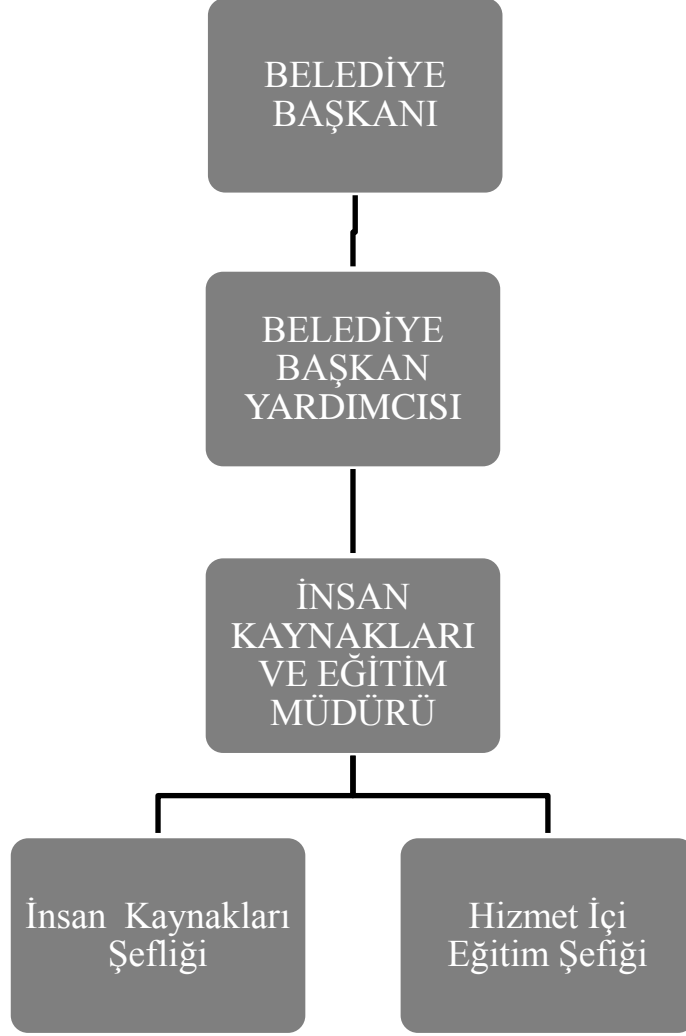 BELEDİYE
BAŞKANI
BELEDİYE
BAŞKAN
YARDIMCISI
İNSAN
KAYNAKLARI
VE EĞİTİM
MÜDÜRÜ
İnsan  Kaynakları
Şefliği
Hizmet İçi
Eğitim Şefiği